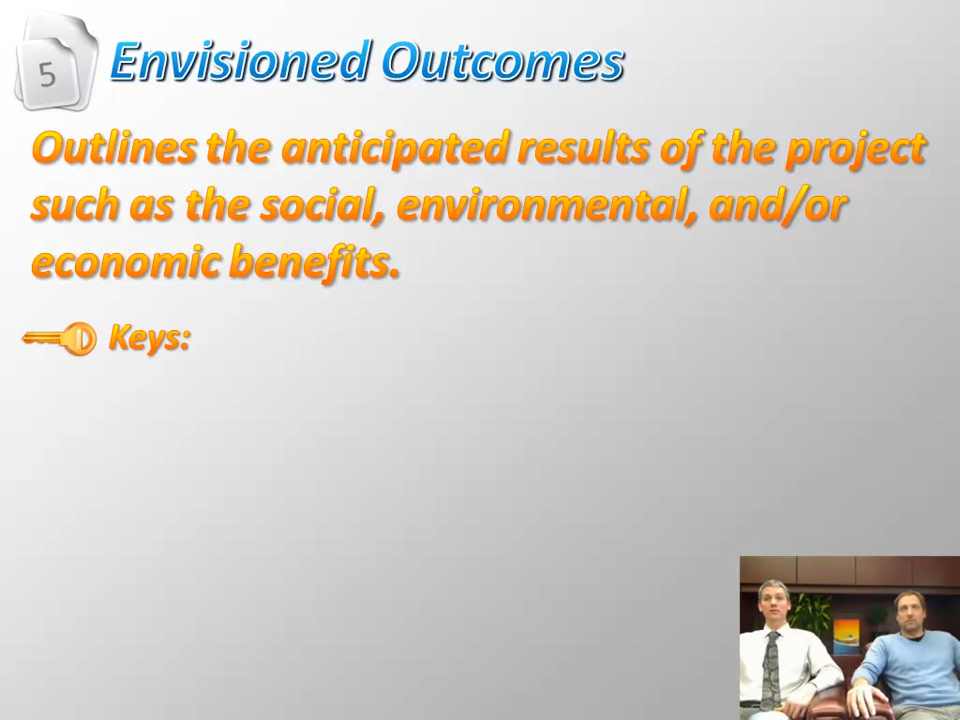 5
Envisioned Outcomes
Outlines the anticipated results of the project
such as the social, environmental, and/or
economic benefits.
Keys: